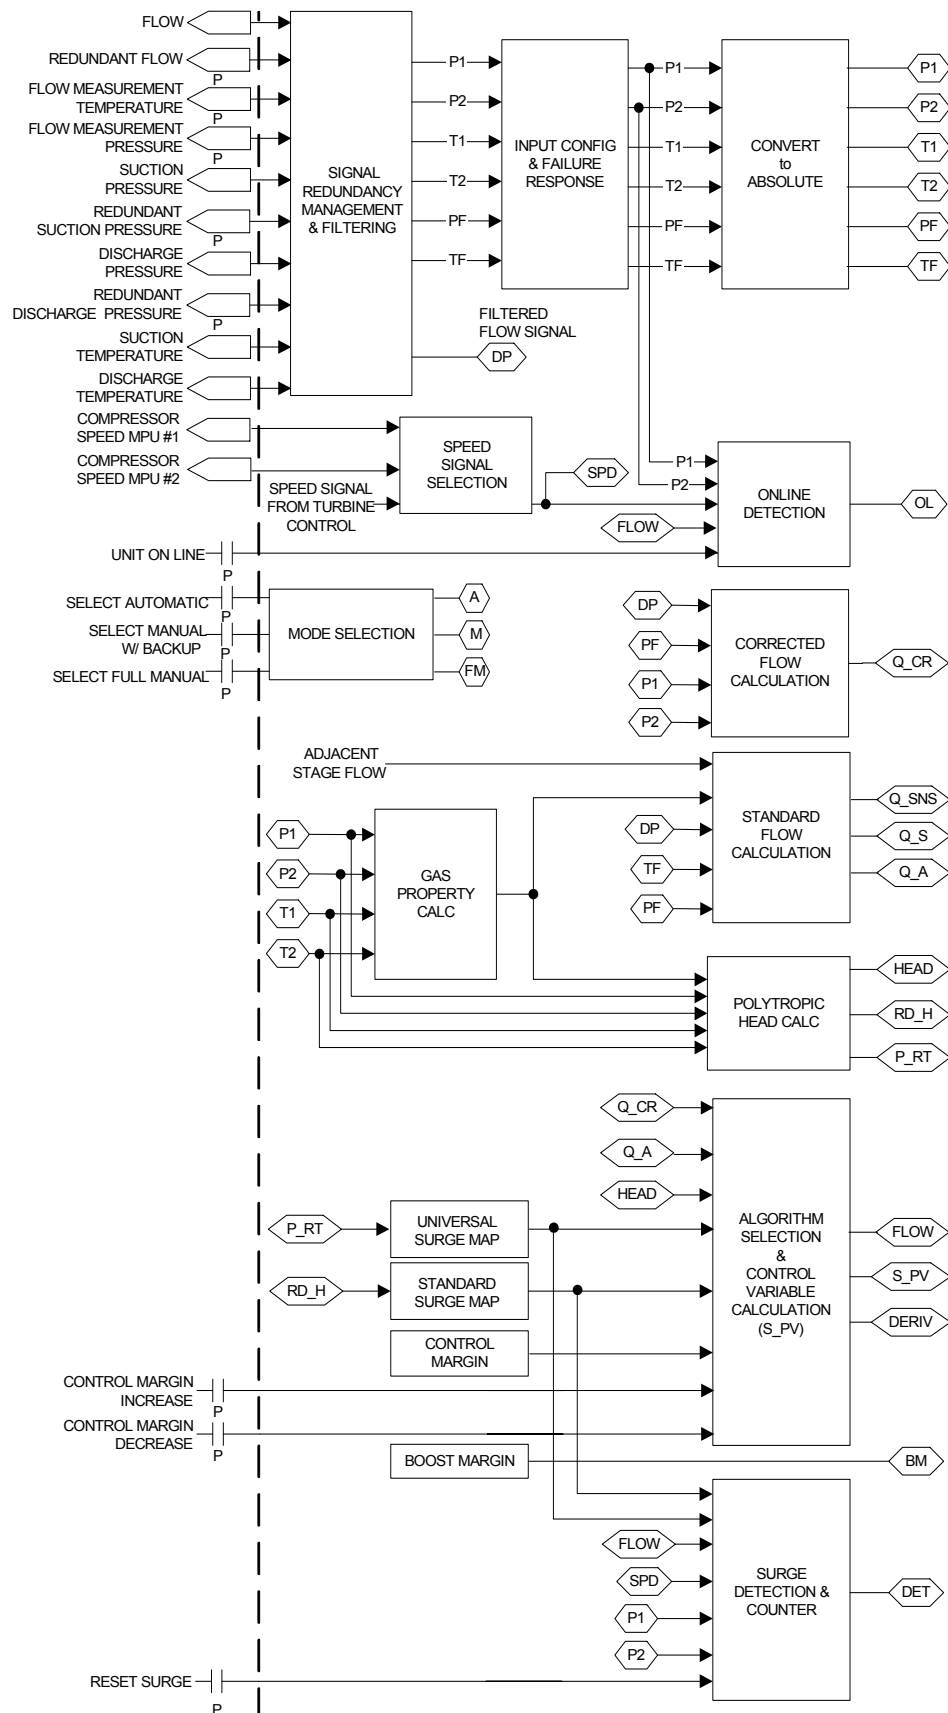 FLOW
REDUNDANT FLOW
P
FLOW MEASUREMENT
TEMPERATURE
P
FLOW MEASUREMENT
PRESSURE
P
SUCTION
PRESSURE
REDUNDANT
SUCTION PRESSURE
P
DISCHARGE
PRESSURE
REDUNDANT
DISCHARGE PRESSURE
P
SUCTION
TEMPERATURE
DISCHARGE
TEMPERATURE
SIGNAL
REDUNDANCY
MANAGEMENT
& FILTERING
P1
P2
T1
T2
PF
TF
FILTERED
FLOW SIGNAL
DP
INPUT CONFIG
& FAILURE
RESPONSE
P1
P2
T1
T2
PF
TF
CONVERT
to
ABSOLUTE
P1
P2
T1
T2
PF
TF
COMPRESSOR
SPEED MPU #1
COMPRESSOR
SPEED MPU #2
SPEED SIGNAL
FROM TURBINE
CONTROL
SPEED
SIGNAL
SELECTION
SPD
P1
P2
FLOW
UNIT ON LINE
P
ONLINE
DETECTION
OL
SELECT AUTOMATIC
P
SELECT MANUAL
W/ BACKUP
P
SELECT FULL MANUAL
P
MODE SELECTION
A
M
FM
DP
PF
P1
P2
CORRECTED
FLOW
CALCULATION
Q_CR
ADJACENT
STAGE FLOW
DP
TF
PF
STANDARD
FLOW
CALCULATION
Q_SNS
Q_S
Q_A
P1
P2
T1
T2
GAS
PROPERTY
CALC
POLYTROPIC
HEAD CALC
HEAD
RD_H
P_RT
Q_CR
Q_A
HEAD
P_RT
UNIVERSAL
SURGE MAP
RD_H
STANDARD
SURGE MAP
CONTROL
MARGIN
CONTROL MARGIN
INCREASE
P
CONTROL MARGIN
DECREASE
P
ALGORITHM
SELECTION
&
CONTROL
VARIABLE
CALCULATION
(S_PV)
FLOW
S_PV
DERIV
BOOST MARGIN
BM
FLOW
SPD
P1
P2
RESET SURGE
P
SURGE
DETECTION &
COUNTER
DET